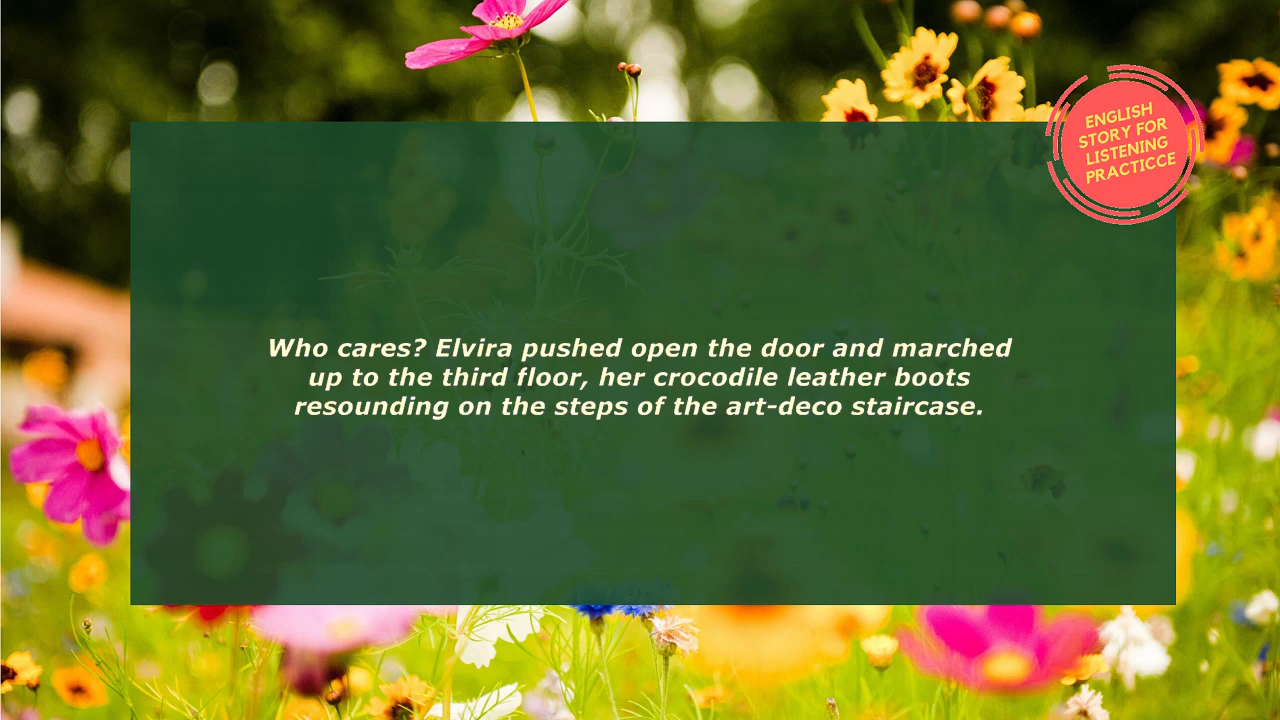 ENGLISH
STORY FOR
LISTENING
PRACTICCE
Who cares? Elvira pushed open the door and marched
up to the third floor, her crocodile leather boots
resounding on the steps of the art-deco staircase.